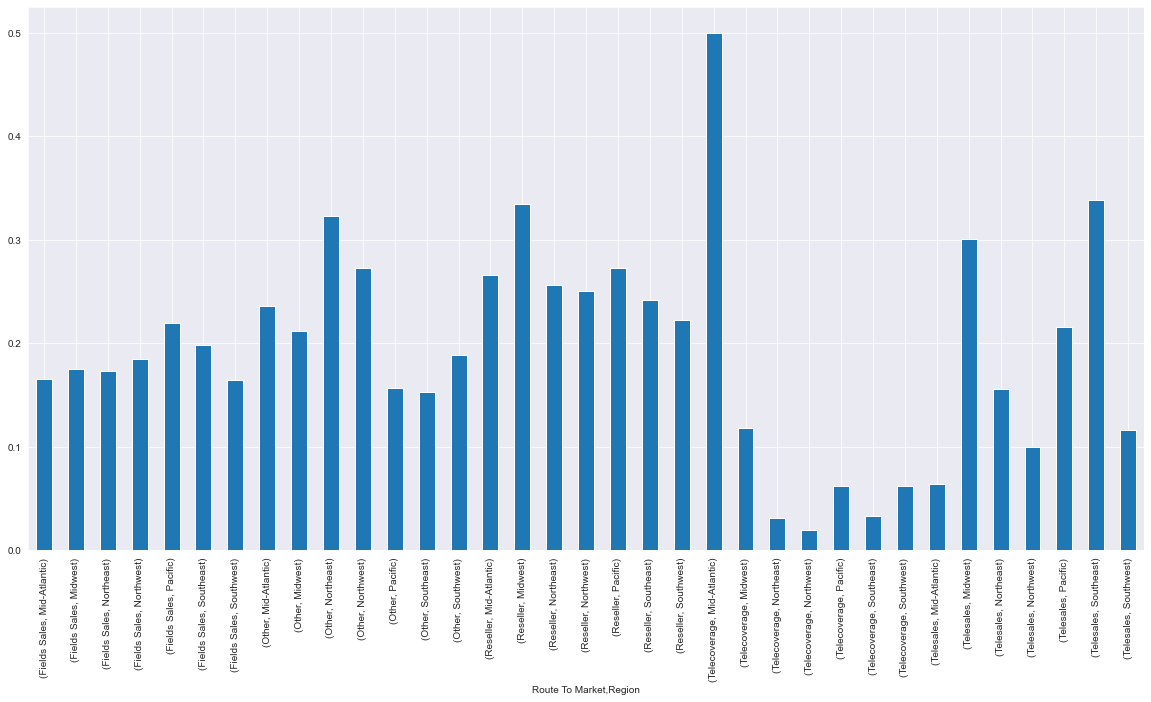 0.5
0.4
0.3
0.2
0.1
0.0
(Fields Sales, Mid-Atlantic)
(Fields Sales, Midwest)
(Fields Sales, Northeast)
(Fields Sales, Northwest)
(Fields Sales, Pacific)
(Fields Sales, Southeast)
(Fields Sales, Southwest)
(Other, Mid-Atlantic)
(Other, Midwest)
(Other, Northeast)
(Other, Northwest)
(Other, Pacific)
(Other, Southeast)
(Other, Southwest)
(Reseller, Mid-Atlantic)
(Reseller, Midwest)
(Reseller, Northeast)
(Reseller, Northwest)
(Reseller, Pacific)
(Reseller, Southeast)
(Reseller, Southwest)
(Telecoverage, Mid-Atlantic)
(Telecoverage, Midwest)
(Telecoverage, Northeast)
(Telecoverage, Northwest)
(Telecoverage, Pacific)
(Telecoverage, Southeast)
(Telecoverage, Southwest)
(Telesales, Mid-Atlantic)
(Telesales, Midwest)
(Telesales, Northeast)
(Telesales, Northwest)
(Telesales, Pacific)
(Telesales, Southeast)
(Telesales, Southwest)
Route To Market,Region